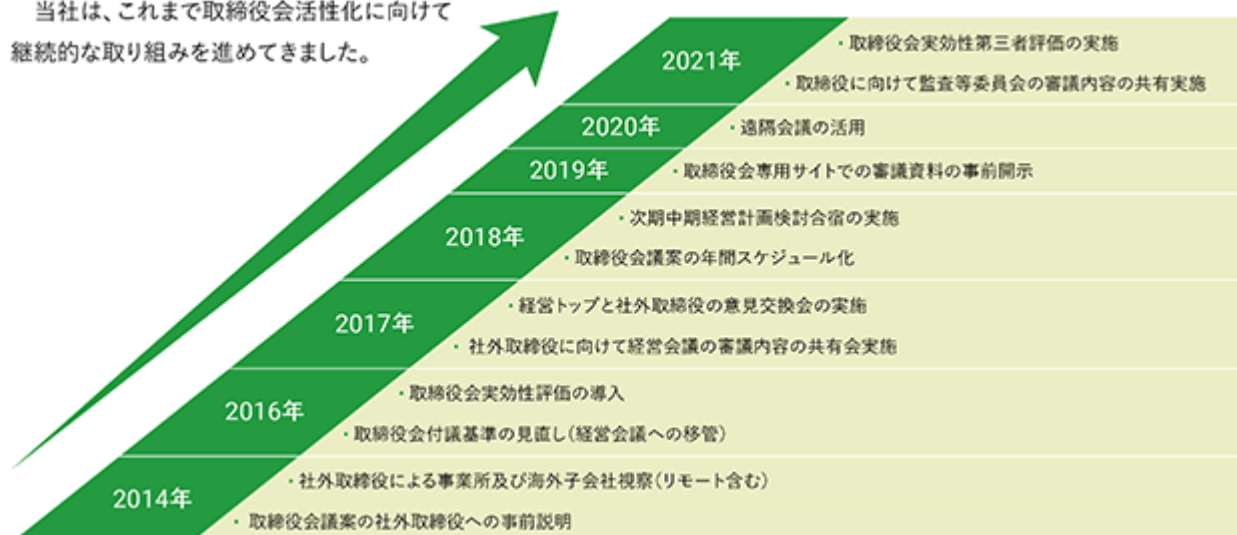 当社は、これまで取締役会活性化に向けて
継続的な取り組みを進めてきました。
2021年
・取締役会実効性第三者評価の実施
・取締役に向けて監査等委員会の審議内容の共有実施
2020年
・遠隔会議の活用
2019年
・取締役会専用サイトでの審議資料の事前開示
2018年
・次期中期経営計画検討合宿の実施
・取締役会議案の年間スケジュール化
2017年
・経営トップと社外取締役の意見交換会の実施
・社外取締役に向けて経営会議の審議内容の共有会実施
2016年
・取締役会実効性評価の導入
・取締役会付議基準の見直し(経営会議への移管)
2014年
・社外取締役による事業所及び海外子会社視察(リモート含む)
・取締役会議案の社外取締役への事前説明